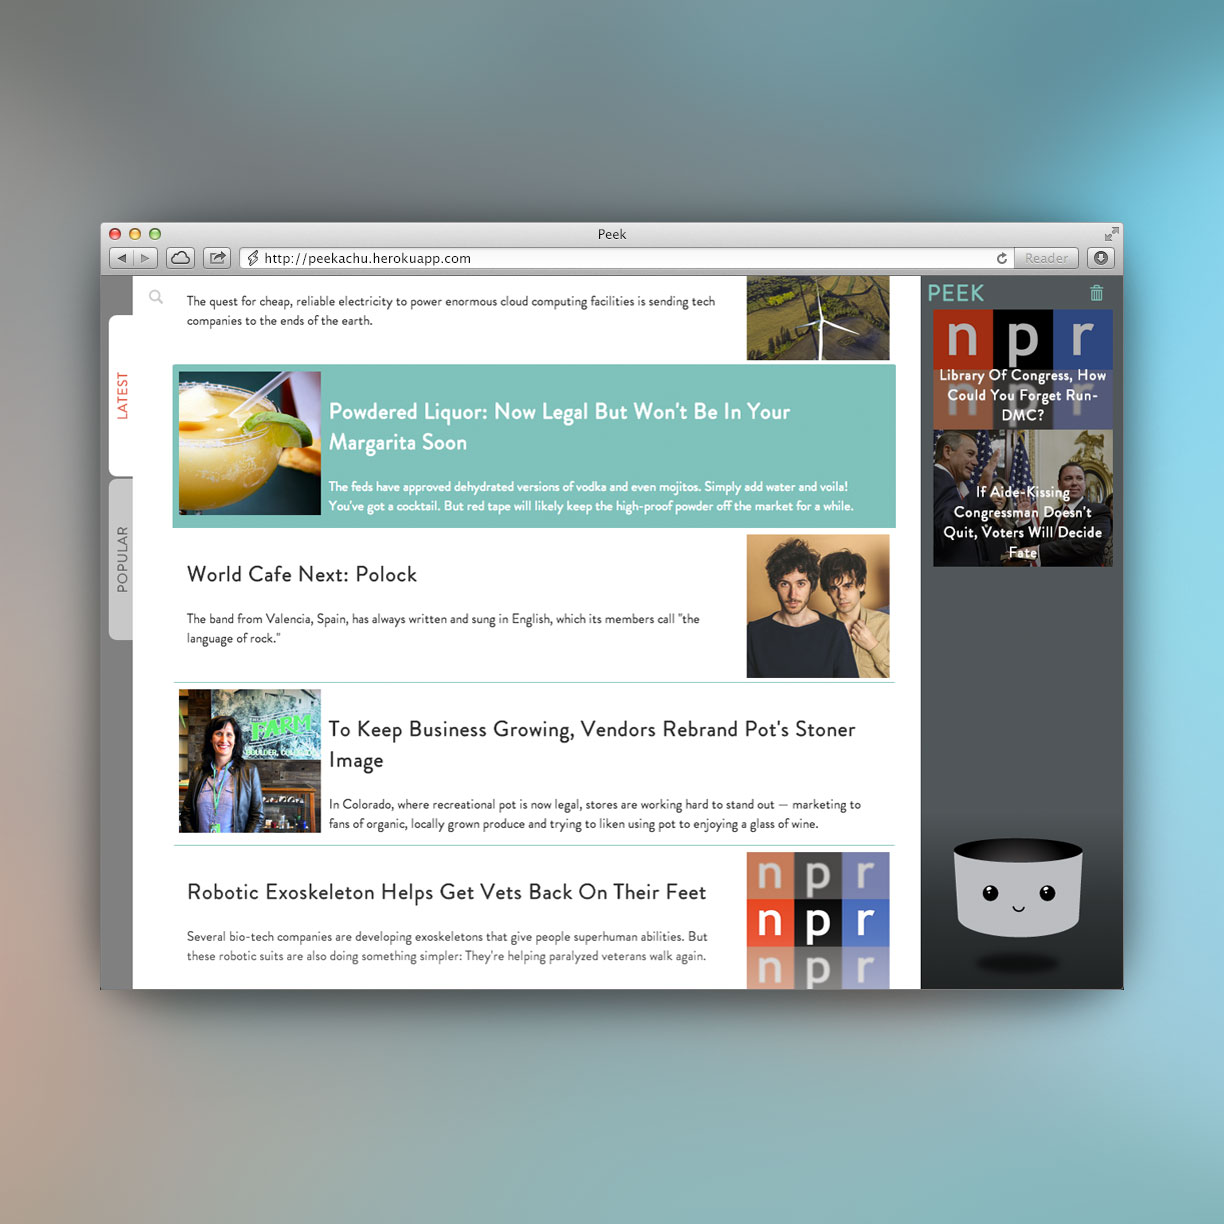 Peek
http://peekachu.herokuapp.com
Reader
LATEST
POPULAR
The quest for cheap, reliable electricity to power enormous cloud computing facilities is sending tech
companies to the ends of the earth.
Powdered Liquor: Now Legal But Won't Be In Your
Margarita Soon
The feds have approved dehydrated versions of vodka and even mojitos. Simply add water and voila!
You've got a cocktail. But red tape will likely keep the high-proof powder off the market for a while.
World Cafe Next: Polock
The band from Valencia, Spain, has always written and sung in English, which its members call "the
language of rock."
FARM
BOULDER, COLORADO
To Keep Business Growing, Vendors Rebrand Pot's Stoner
Image
In Colorado, where recreational pot is now legal, stores are working hard to stand out — marketing to
fans of organic, locally grown produce and trying to liken using pot to enjoying a glass of wine.
Robotic Exoskeleton Helps Get Vets Back On Their Feet
Several bio-tech companies are developing exoskeletons that give people superhuman abilities. But
these robotic suits are also doing something simpler: They're helping paralyzed veterans walk again.
npr
npr
npr
PEEK
npr
npr
Library Of Congress, How
Could You Forget Run-
DMC?
If Aide-Kissing
Congressman Doesn't
Quit, Voters Will Decide
Fate